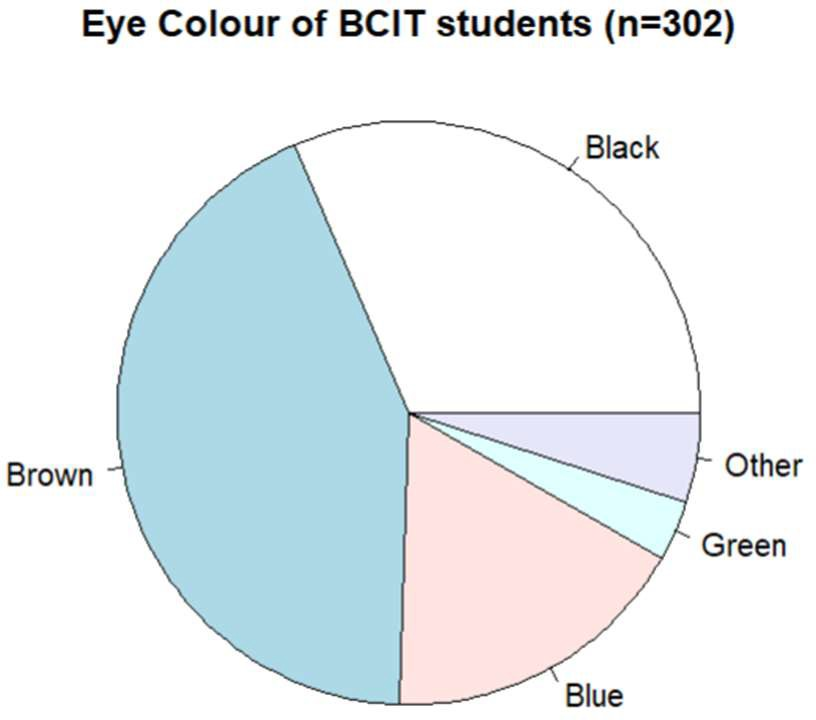 Eye Colour of BCIT students (n=302)
Black
Brown
Other
Green
Blue